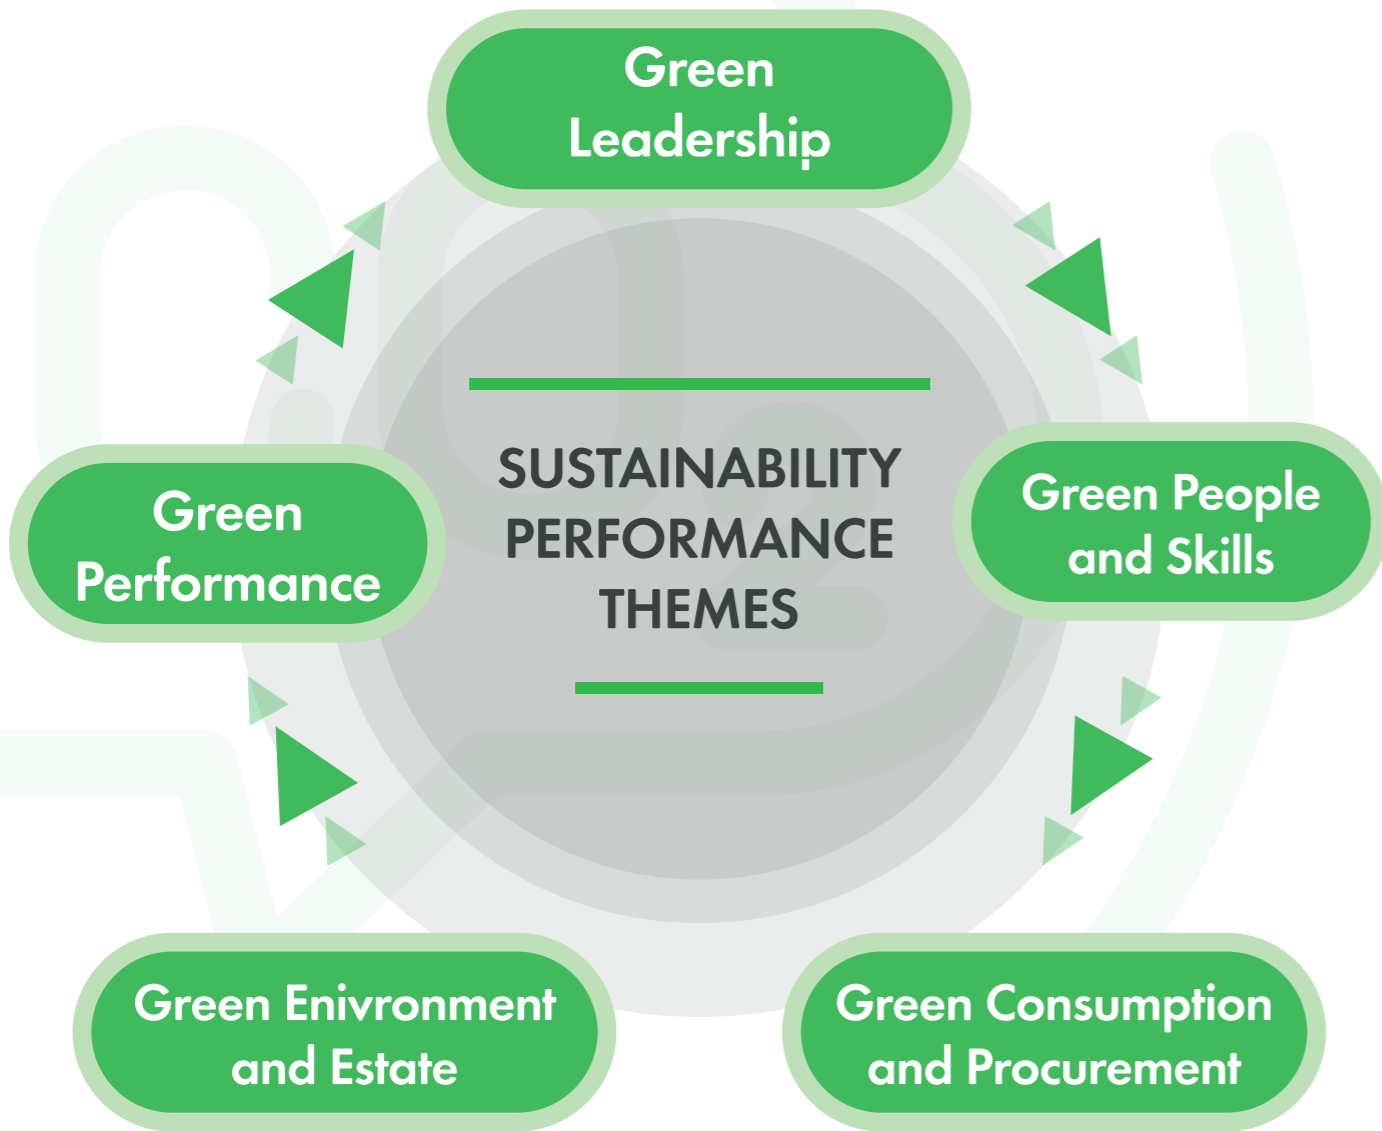 Green
Leadership
Green
Performance
SUSTAINABILITY
PERFORMANCE
THEMES
Green People
and Skills
Green Enivronment
and Estate
Green Consumption
and Procurement